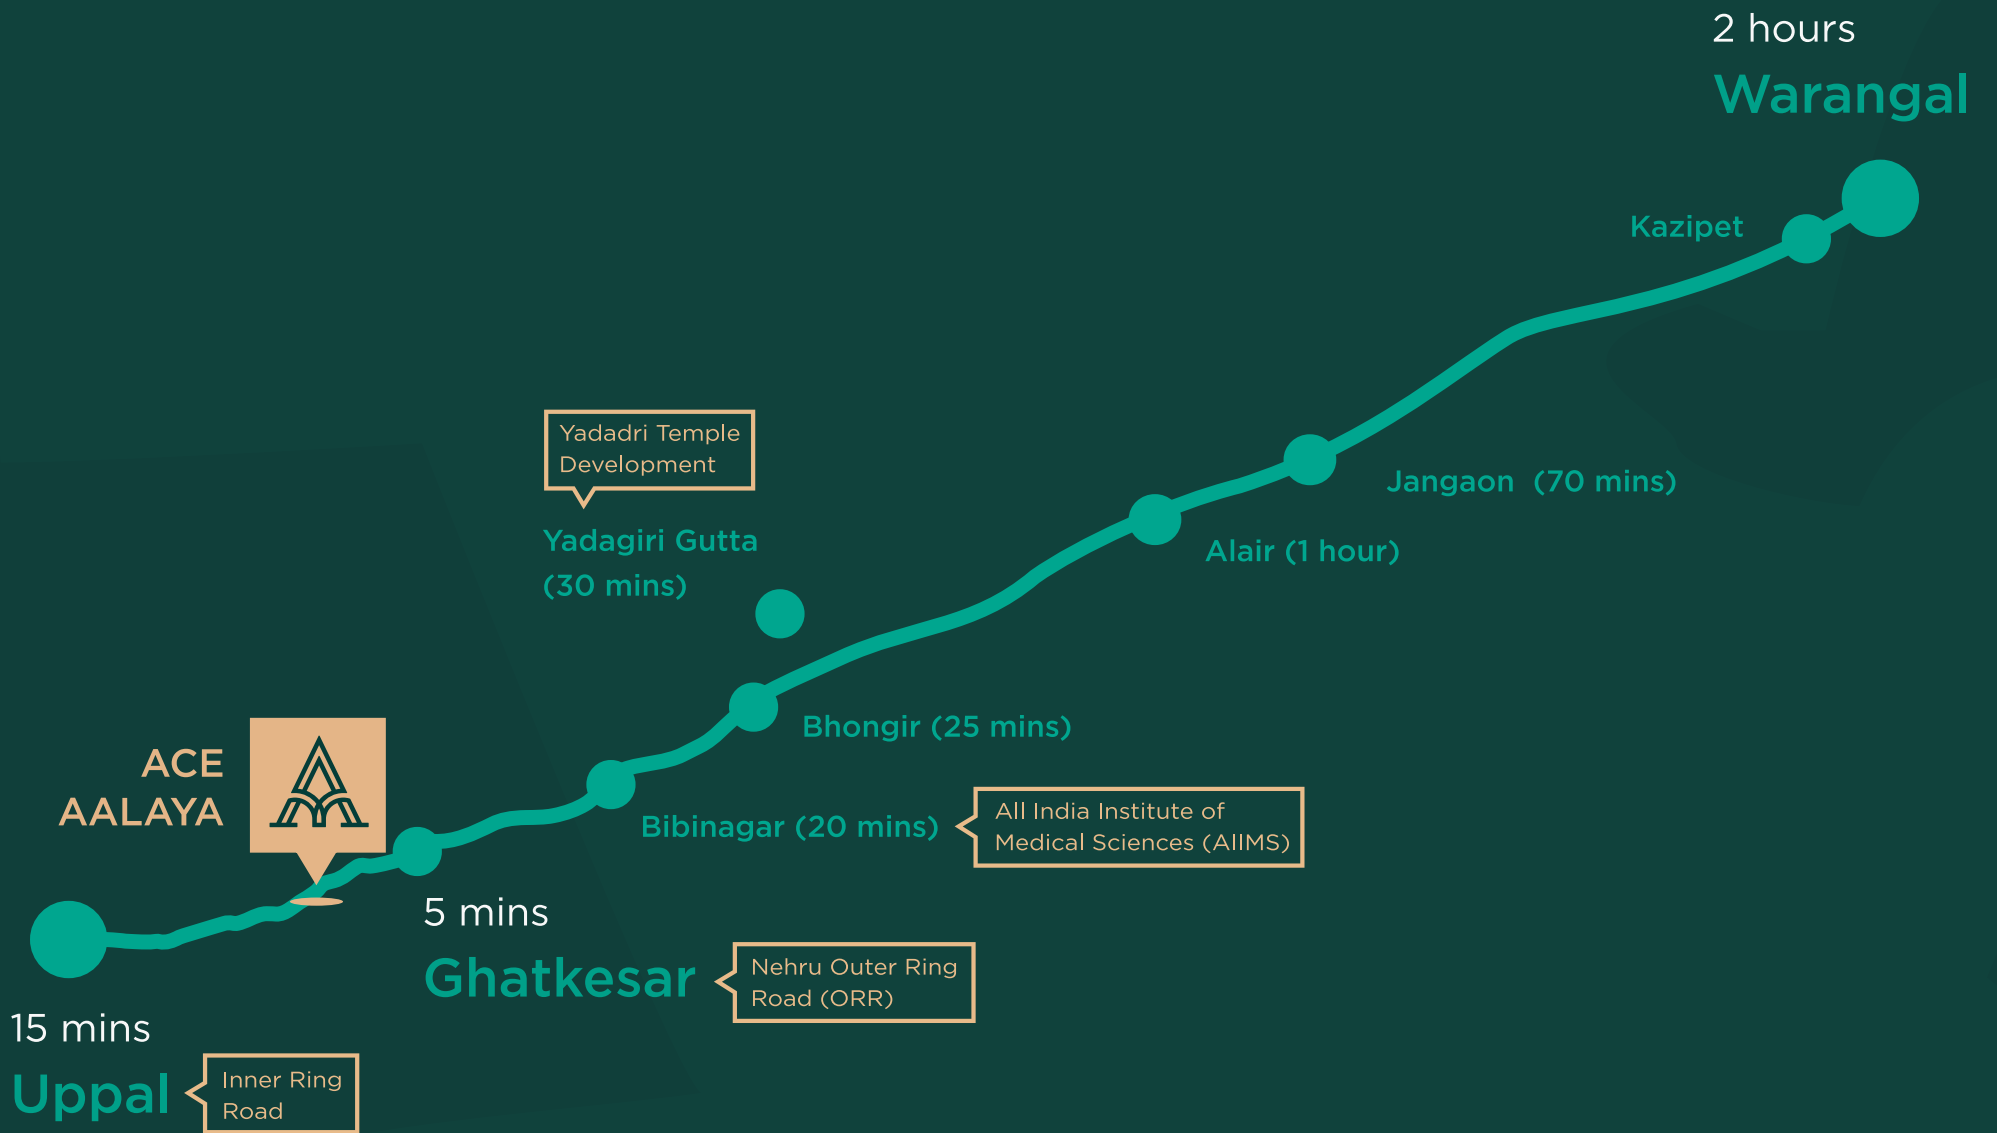 2 hours
Warangal
Kazipet
Yadadri Temple
Development
Yadagiri Gutta
(30 mins)
Jangaon (70 mins)
Alair (1 hour)
Bhongir (25 mins)
ACE
AALAYA
Bibinagar (20 mins)
All India Institute of
Medical Sciences (AIIMS)
5 mins
Ghatkesar
Nehru Outer Ring
Road (ORR)
15 mins
Uppal
Inner Ring
Road